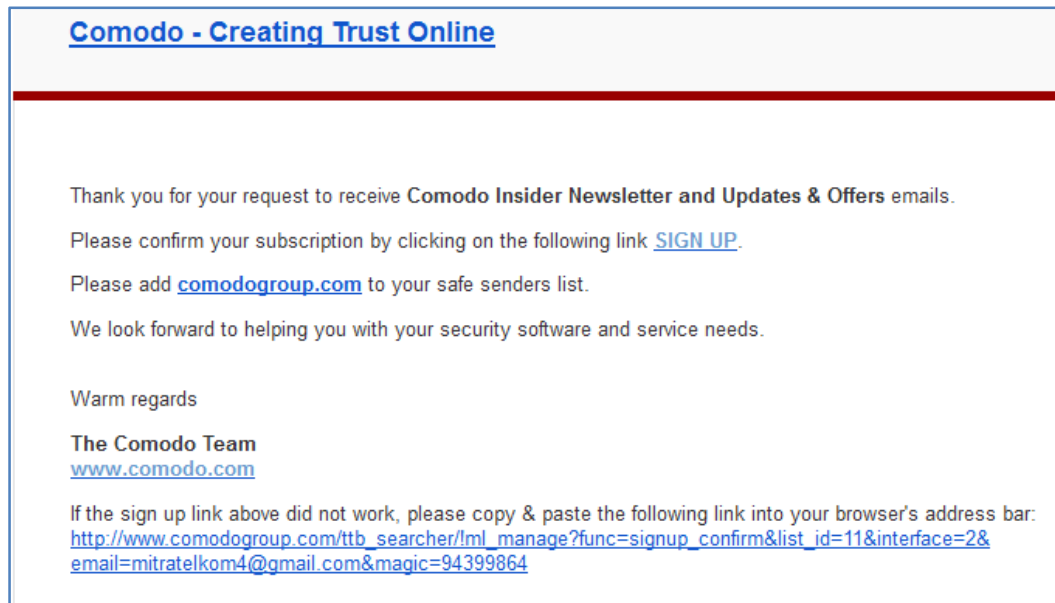 Comodo - Creating Trust Online
Thank you for your request to receive Comodo Insider Newsletter and Updates & Offers emails.
Please confirm your subscription by clicking on the following link SIGN UP.
Please add comodogroup.com to your safe senders list.
We look forward to helping you with your security software and service needs.
Warm regards
The Comodo Team
www.comodo.com
If the sign up link above did not work, please copy & paste the following link into your browser's address bar:
http://www.comodogroup.com/ttb_searcher/!ml_manage?func=signup_confirm&list_id=11&interface=2&
email=mitratelkom4@gmail.com&magic=94399864